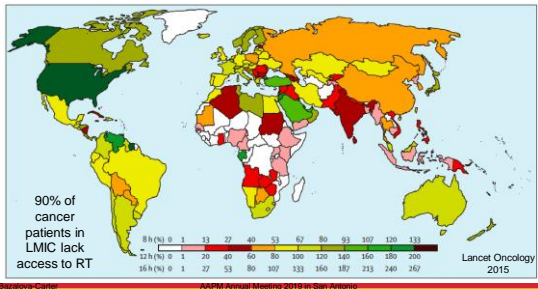 90% of
cancer
patients in
LMIC lack
access to RT
8 h (%) 0 1 13 27 40 53 67 80 93 107 120 133
12 h (%) 0 1 20 40 60 80 100 120 140 160 180 200
16 h (%) 0 1 27 53 80 107 133 160 187 213 240 267
Lancet Oncology
2015
Bazalova-Carter
AAPM Annual Meeting 2019 in San Antonio